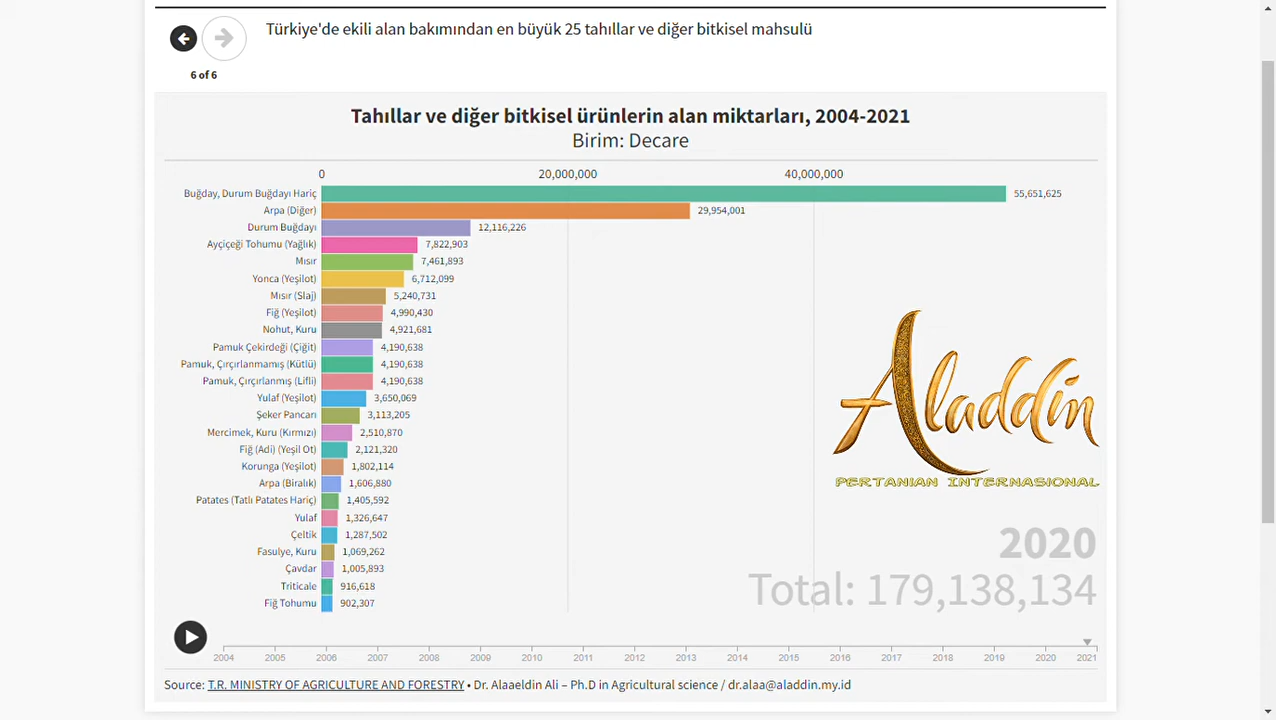 Türkiye'de ekili alan bakımından en büyük 25 tahıllar ve diğer bitkisel mahsulü
6 of 6
Tahıllar ve diğer bitkisel ürünlerin alan miktarları, 2004-2021
Birim: Decare
0 20,000,000 40,000,000
Buğday, Durum Buğdayı Hariç 55,651,625
Arpa (Diğer) 29,954,001
Durum Buğdayı 12,116,226
Ayçiçeği Tohumu (Yağlık) 7,822,903
Mısır 7,461,893
Yonca (Yeşilot) 6,712,099
Mısır (Slaj) 5,240,731
Fiğ (Yeşilot) 4,990,430
Nohut, Kuru 4,921,681
Pamuk Çekirdeği (Çiğit) 4,190,638
Pamuk, Çırçırlanmamış (Kütlü) 4,190,638
Pamuk, Çırçırlanmış (Lifli) 4,190,638
Yulaf (Yeşilot) 3,650,069
Şeker Pancarı 3,113,205
Mercimek, Kuru (Kırmızı) 2,510,870
Fiğ (Adi) (Yeşil Ot) 2,121,320
Korunga (Yeşilot) 1,802,114
Arpa (Biralık) 1,606,880
Patates (Tatlı Patates Hariç) 1,405,592
Yulaf 1,326,647
Çeltik 1,287,502
Fasulye, Kuru 1,069,262
Çavdar 1,005,893
Triticale 916,618
Fiğ Tohumu 902,307
Aladdin
PERTANIAN INTERNASIONAL
2020
Total: 179,138,134
2004 2005 2006 2007 2008 2009 2010 2011 2012 2013 2014 2015 2016 2017 2018 2019 2020 2021
Source: T.R. MINISTRY OF AGRICULTURE AND FORESTRY • Dr. Alaaeldin Ali – Ph.D in Agricultural science / dr.alaa@aladdin.my.id